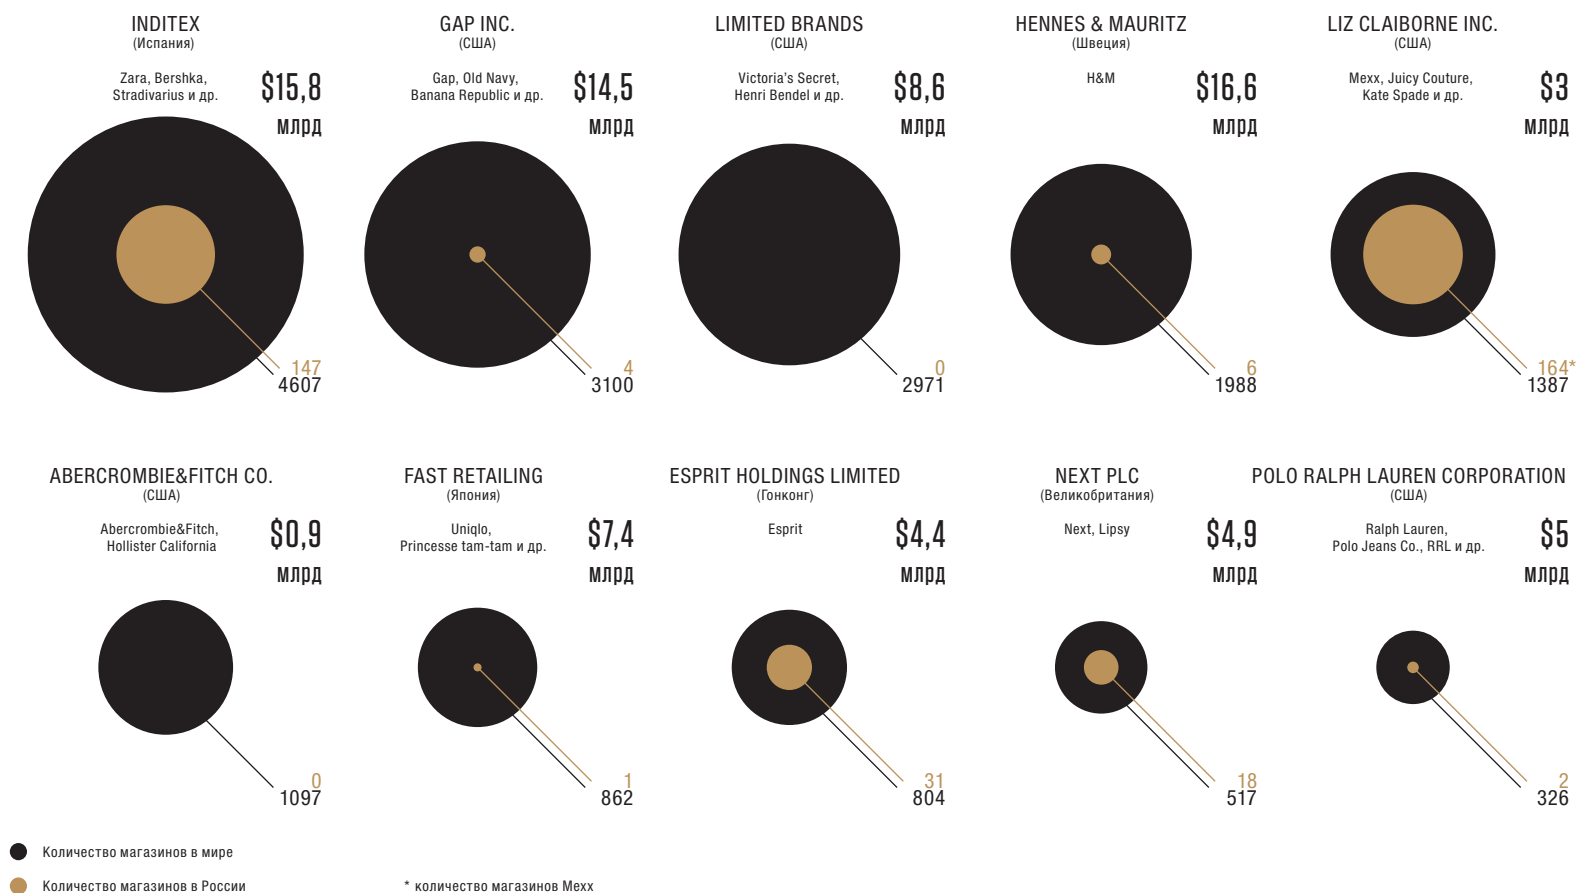 INDITEX
(Испания)
Zara, Bershka,
Stradivarius и др.
$15,8
млрд
147
4607
GAP INC.
(США)
Gap, Old Navy,
Banana Republic и др.
$14,5
млрд
4
3100
LIMITED BRANDS
(США)
Victoria’s Secret,
Henri Bendel и др.
$8,6
млрд
0
2971
HENNES & MAURITZ
(Швеция)
H&M
$16,6
млрд
6
1988
LIZ CLAIBORNE INC.
(США)
Mexx, Juicy Couture,
Kate Spade и др.
$3
млрд
164*
1387
ABERCROMBIE&FITCH CO.
(США)
Abercrombie&Fitch,
Hollister California
$0,9
млрд
0
1097
FAST RETAILING
(Япония)
Uniqlo,
Princesse tam-tam и др.
$7,4
млрд
1
862
ESPRIT HOLDINGS LIMITED
(Гонконг)
Esprit
$4,4
млрд
31
804
NEXT PLC
(Великобритания)
Next, Lipsy
$4,9
млрд
18
517
POLO RALPH LAUREN CORPORATION
(США)
Ralph Lauren,
Polo Jeans Co., RRL и др.
$5
млрд
2
326
Количество магазинов в мире
Количество магазинов в России
* количество магазинов Mexx